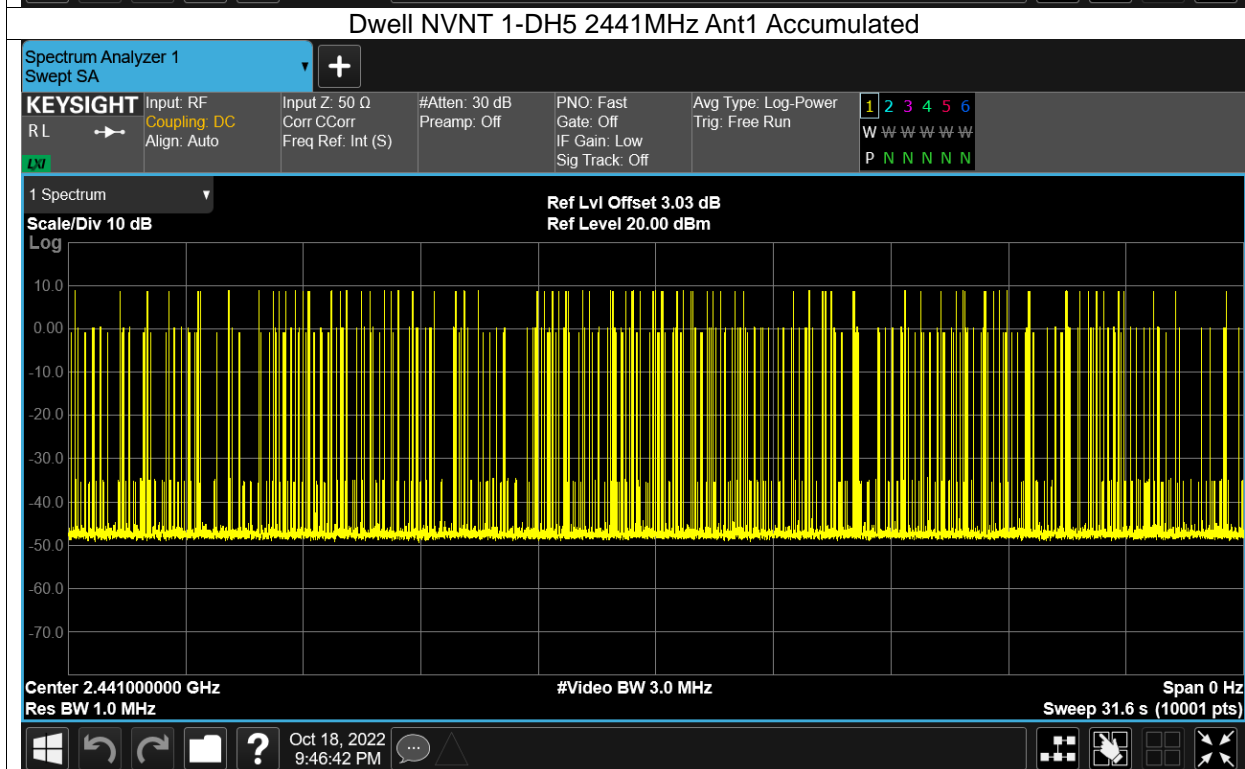 Dwell NVNT 1-DH5 2441MHz Ant1 Accumulated
Spectrum Analyzer 1
Swept SA
KEYSIGHT
R L
LXI
Input: RF
Coupling: DC
Align: Auto
Input Z: 50 Ω
Corr CCorr
Freq Ref: Int (S)
#Atten: 30 dB
Preamp: Off
PNO: Fast
Gate: Off
IF Gain: Low
Sig Track: Off
Avg Type: Log-Power
Trig: Free Run
1 2 3 4 5 6
W W W W W W
P N N N N N
1 Spectrum
Scale/Div 10 dB
Ref Lvl Offset 3.03 dB
Ref Level 20.00 dBm
Log
10.0
0.00
-10.0
-20.0
-30.0
-40.0
-50.0
-60.0
-70.0
Center 2.441000000 GHz
Res BW 1.0 MHz
#Video BW 3.0 MHz
Span 0 Hz
Sweep 31.6 s (10001 pts)
?
Oct 18, 2022
9:46:42 PM